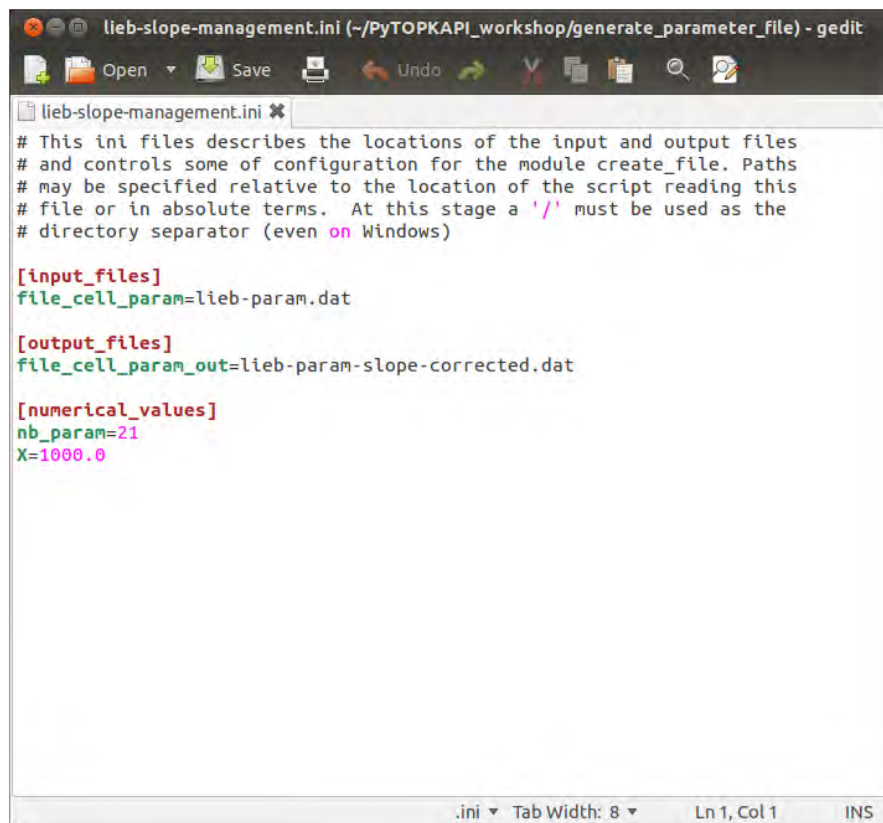 lieb-slope-management.ini (~/PyTOPKAPI_workshop/generate_parameter_file) - gedit
Open Save Undo
lieb-slope-management.ini
# This ini files describes the locations of the input and output files
# and controls some of configuration for the module create_file. Paths
# may be specified relative to the location of the script reading this
# file or in absolute terms.  At this stage a '/' must be used as the
# directory separator (even on Windows)
[input_files]
file_cell_param=lieb-param.dat
[output_files]
file_cell_param_out=lieb-param-slope-corrected.dat
[numerical_values]
nb_param=21
X=1000.0
.ini Tab Width: 8 Ln 1, Col 1 INS